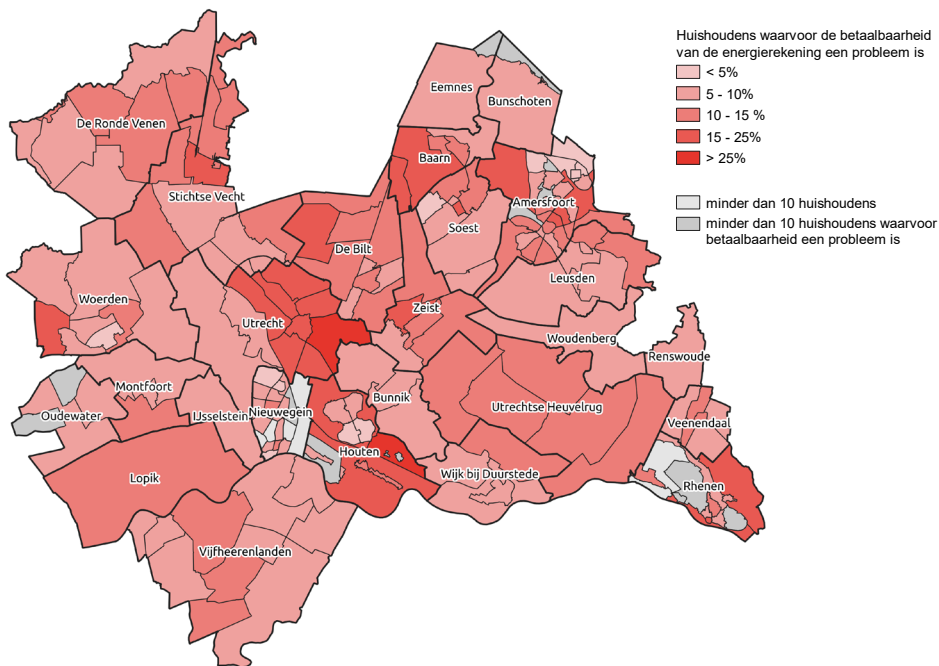 Huishoudens waarvoor de betaalbaarheid
van de energierekening een probleem is
< 5%
5 - 10%
10 - 15 %
15 - 25%
> 25%
minder dan 10 huishoudens
minder dan 10 huishoudens waarvoor
betaalbaarheid een probleem is
Eemnes
Bunschoten
De Ronde Venen
Baarn
Stichtse Vecht
Amersfoort
Soest
De Bilt
Leusden
Woerden
Zeist
Utrecht
Woudenberg
Renswoude
Montfoort
Bunnik
Utrechtse Heuvelrug
Oudewater
IJsselstein
Nieuwegein
Veenendaal
Houten
Wijk bij Duurstede
Lopik
Rhenen
Vijfheerenlanden